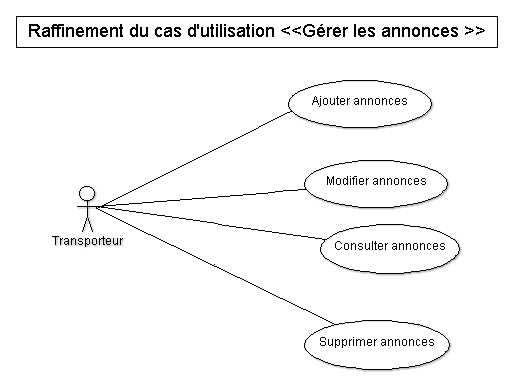 Raffinement du cas d'utilisation <<Gérer les annonces >>
Ajouter annonces
Modifier annonces
Transporteur
Consulter annonces
Supprimer annonces